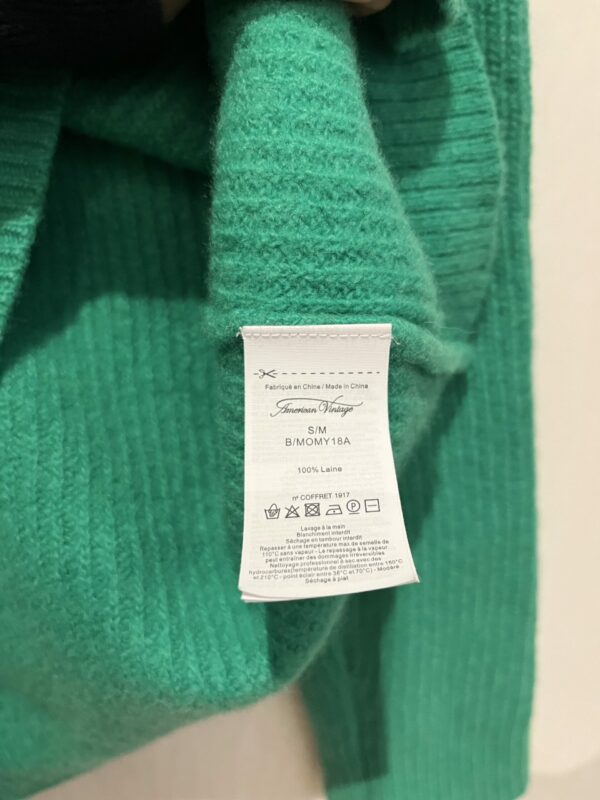 Fabriqué en Chine / Made in China
American Vintage
S/M
B/MOMY18A
100% Laine
n° COFFRET 1917
Lavage à la main
Blanchiment interdit
Séchage en tambour interdit
Repasser à une température max de semelle de
110°C sans vapeur - Le repassage à la vapeur
peut entraîner des dommages irréversibles
Nettoyage professionnel à sec,avec des
hydrocarbures(température de distillation entre 150°C
et 210°C - point éclair entre 38°C et 70°C) - Modéré
Séchage à plat